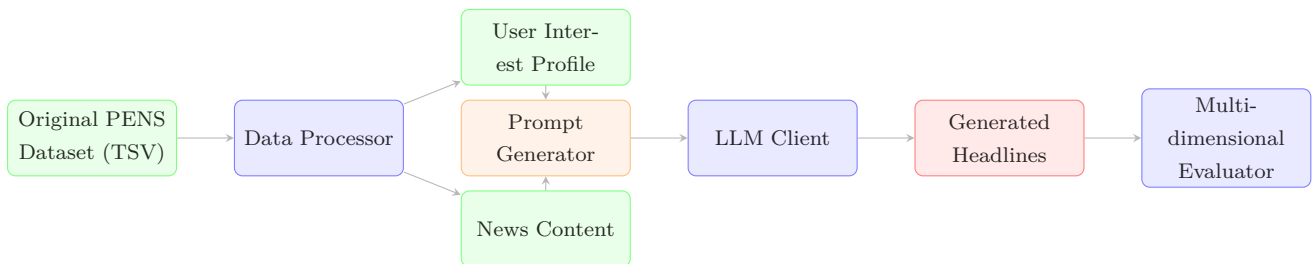 Original PENS
Dataset (TSV)
Data Processor
User Inter-
est Profile
Prompt
Generator
News Content
LLM Client
Generated
Headlines
Multi-
dimensional
Evaluator